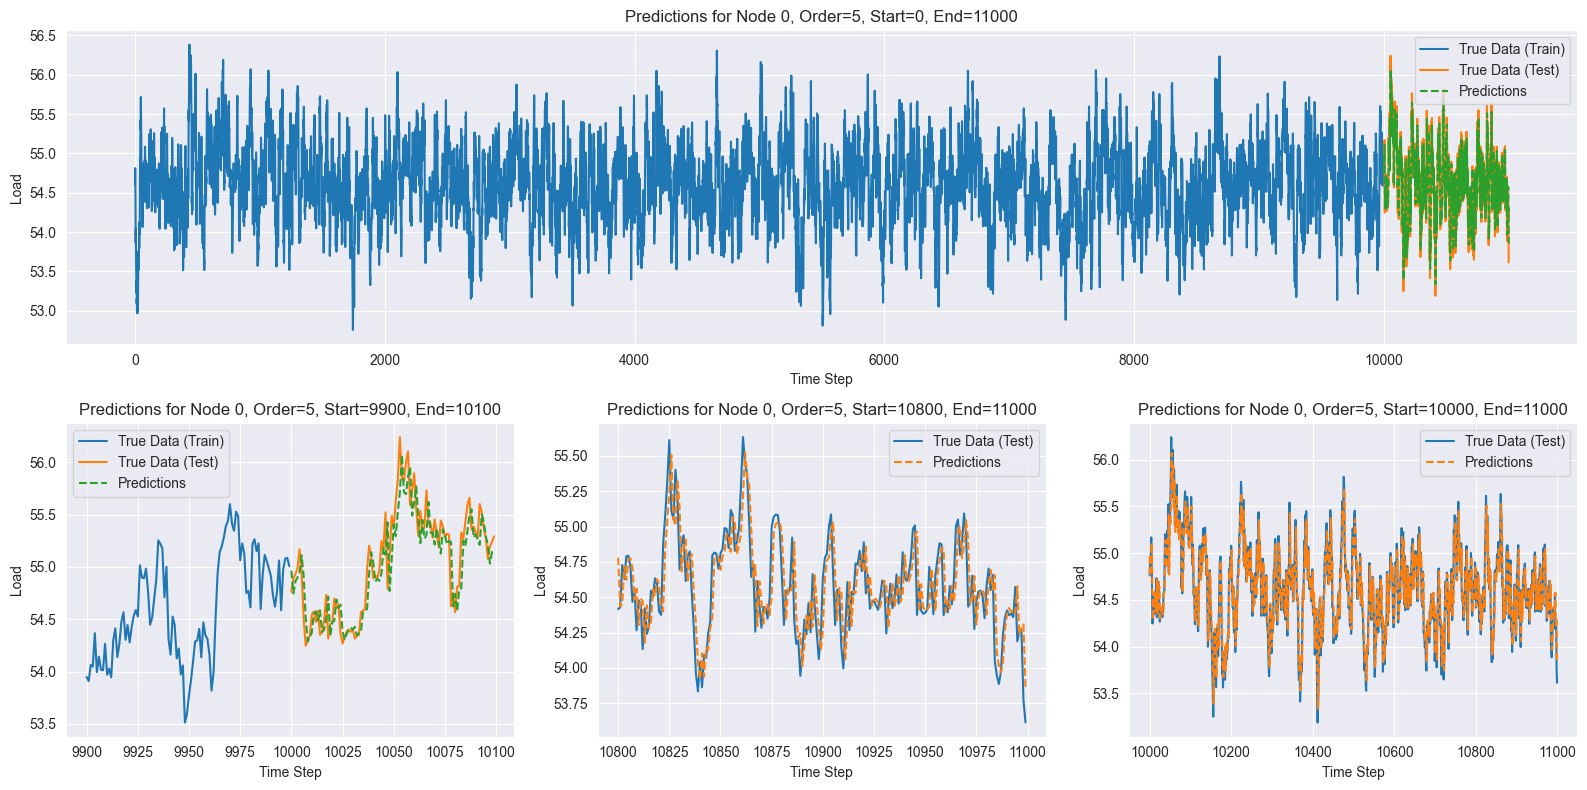 Predictions for Node 0, Order=5, Start=0, End=11000
56.5
56.0
55.5
55.0
54.5
54.0
53.5
53.0
Load
True Data (Train)
True Data (Test)
Predictions
0
2000
4000
6000
8000
10000
Time Step
Predictions for Node 0, Order=5, Start=9900, End=10100
56.0
55.5
55.0
54.5
54.0
53.5
Load
True Data (Train)
True Data (Test)
Predictions
9900
9925
9950
9975
10000
10025
10050
10075
10100
Time Step
Predictions for Node 0, Order=5, Start=10800, End=11000
55.50
55.25
55.00
54.75
54.50
54.25
54.00
53.75
Load
True Data (Test)
Predictions
10800
10825
10850
10875
10900
10925
10950
10975
11000
Time Step
Predictions for Node 0, Order=5, Start=10000, End=11000
56.0
55.5
55.0
54.5
54.0
53.5
Load
True Data (Test)
Predictions
10000
10200
10400
10600
10800
11000
Time Step